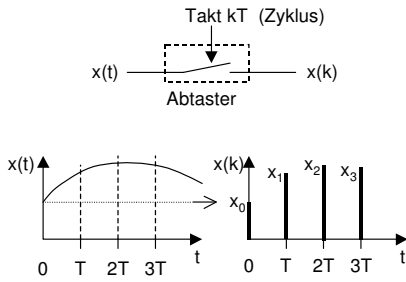 Takt kT (Zyklus)
x(t) x(k)
Abtaster
x(t) x(k)
x₀ x₁ x₂ x₃
0 T 2T 3T t 0 T 2T 3T t